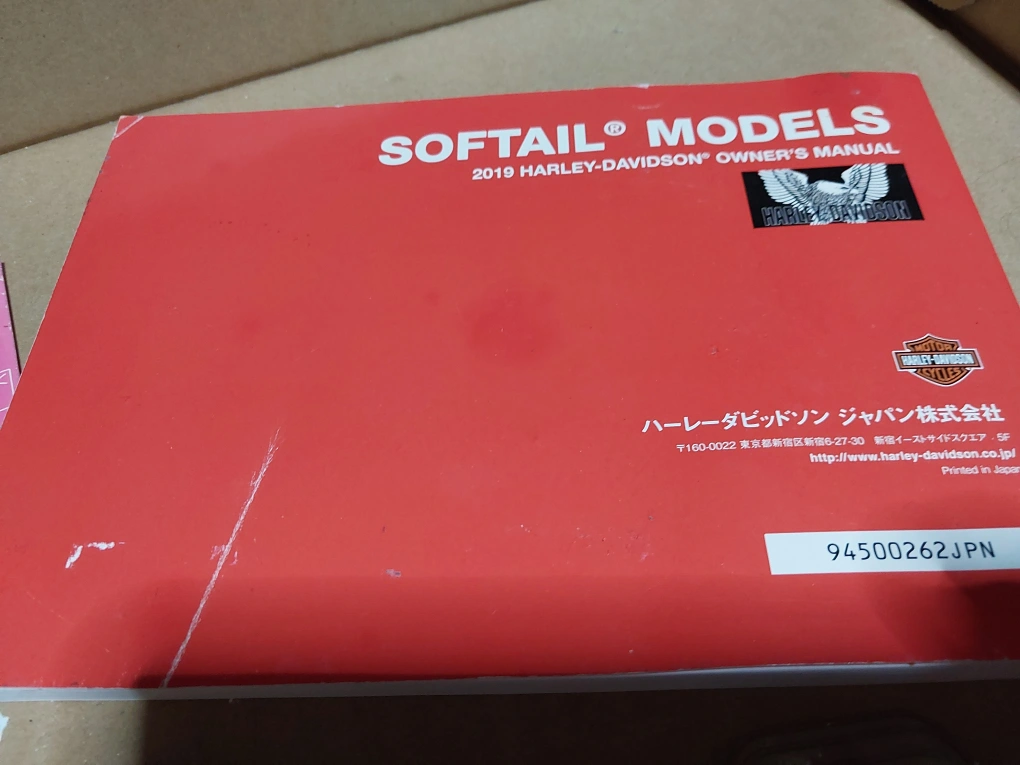 SOFTAIL® MODELS
2019 HARLEY-DAVIDSON® OWNER'S MANUAL
HARLEY-DAVIDSON
MOTOR
HARLEY-DAVIDSON
CYCLES
ハーレーダビッドソン ジャパン株式会社
〒160-0022 東京都新宿区新宿6-27-30 新宿イーストサイドスクエア・5F
http://www.harley-davidson.co.jp/
Printed in Japan
94500262JPN